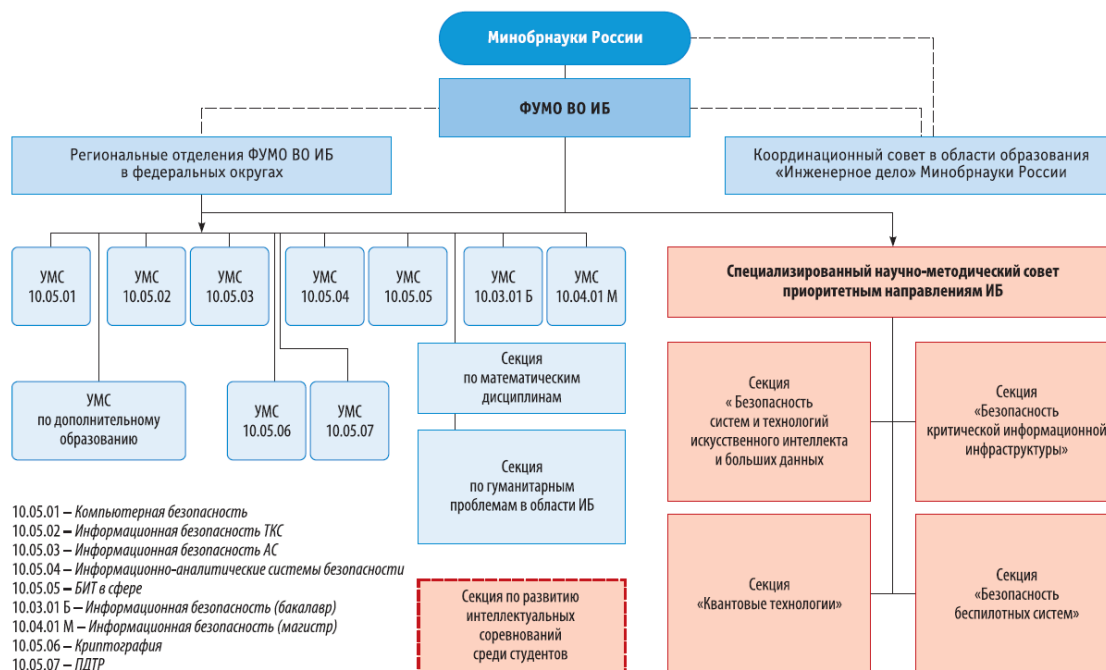 Минобрнауки России
ФУМО ВО ИБ
Региональные отделения ФУМО ВО ИБ
в федеральных округах
Координационный совет в области образования
«Инженерное дело» Минобрнауки России
УМС
10.05.01
УМС
10.05.02
УМС
10.05.03
УМС
10.05.04
УМС
10.05.05
УМС
10.03.01 Б
УМС
10.04.01 М
Специализированный научно-методический совет
приоритетным направлениям ИБ
УМС
по дополнительному
образованию
УМС
10.05.06
УМС
10.05.07
Секция
по математическим
дисциплинам
Секция
по гуманитарным
проблемам в области ИБ
Секция
« Безопасность
систем и технологий
искусственного интеллекта
и больших данных
Секция
«Безопасность
критической информационной
инфраструктуры»
Секция
«Квантовые технологии»
Секция
«Безопасность
беспилотных систем»
Секция по развитию
интеллектуальных
соревнований
среди студентов
10.05.01 – Компьютерная безопасность
10.05.02 – Информационная безопасность ТКС
10.05.03 – Информационная безопасность АС
10.05.04 – Информационно-аналитические системы безопасности
10.05.05 – БИТ в сфере
10.03.01 Б – Информационная безопасность (бакалавр)
10.04.01 М – Информационная безопасность (магистр)
10.05.06 – Криптография
10.05.07 – ПДТР